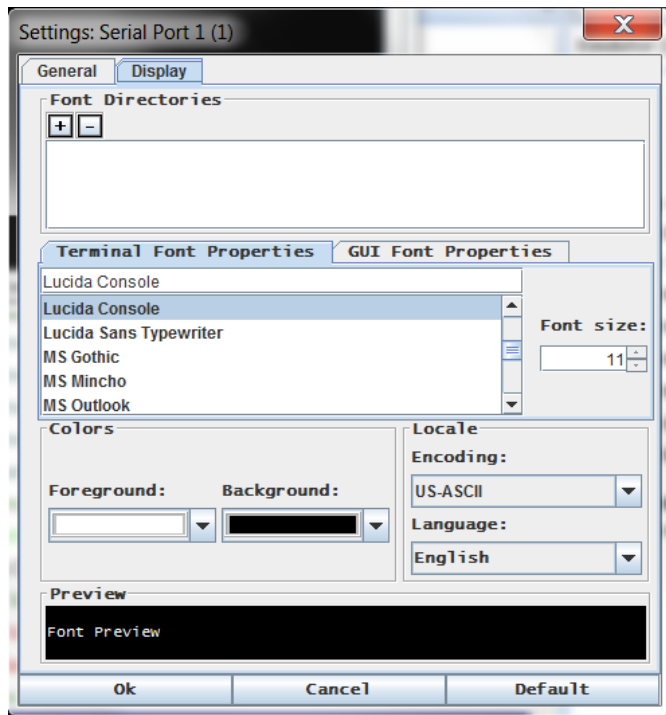 Settings: Serial Port 1 (1)
General Display
Font Directories
+ -
Terminal Font Properties GUI Font Properties
Lucida Console
Lucida Console
Lucida Sans Typewriter
MS Gothic
MS Mincho
MS Outlook
Font size:
11
Colors
Foreground: Background:
Locale
Encoding:
US-ASCII
Language:
English
Preview
Font Preview
Ok Cancel Default